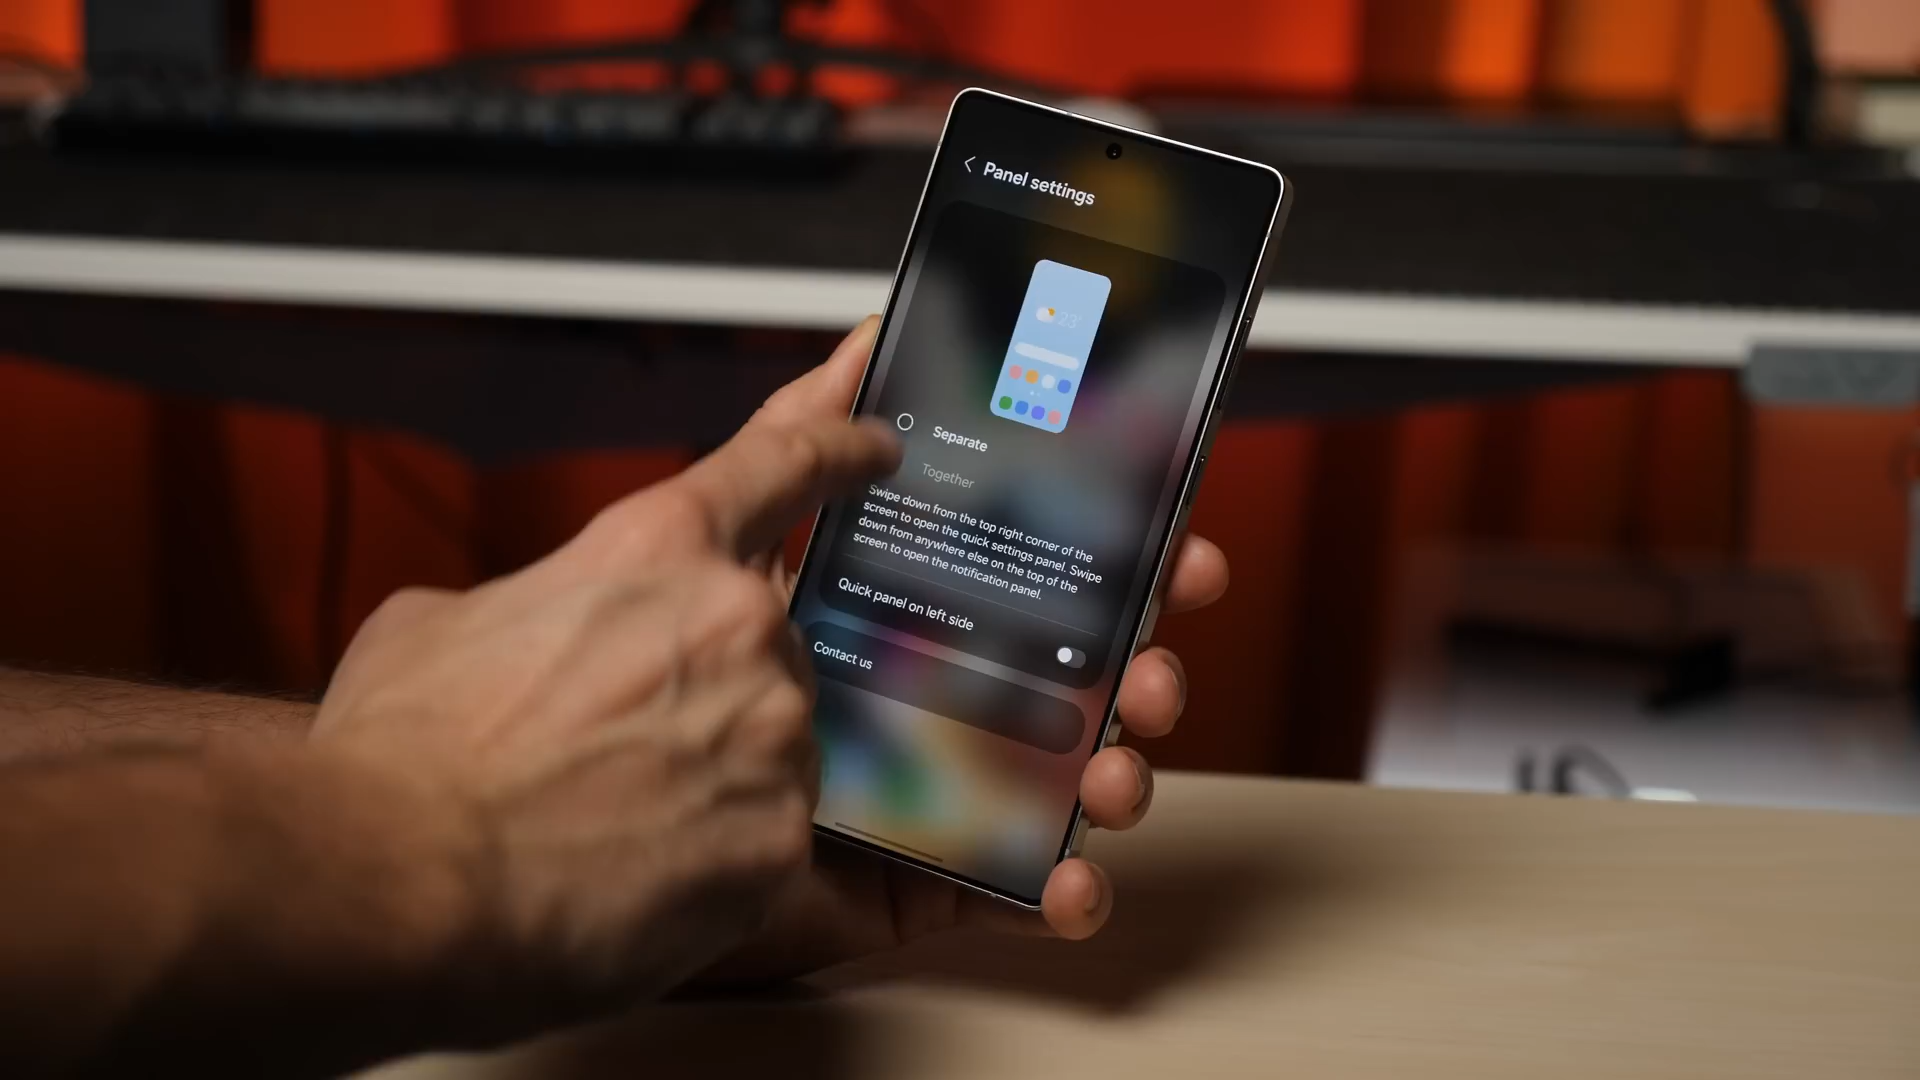 Panel settings
23°
Separate
Together
Swipe down from the top right corner of the
screen to open the quick settings panel. Swipe
down from anywhere else on the top of the
screen to open the notification panel.
Quick panel on left side
Contact us